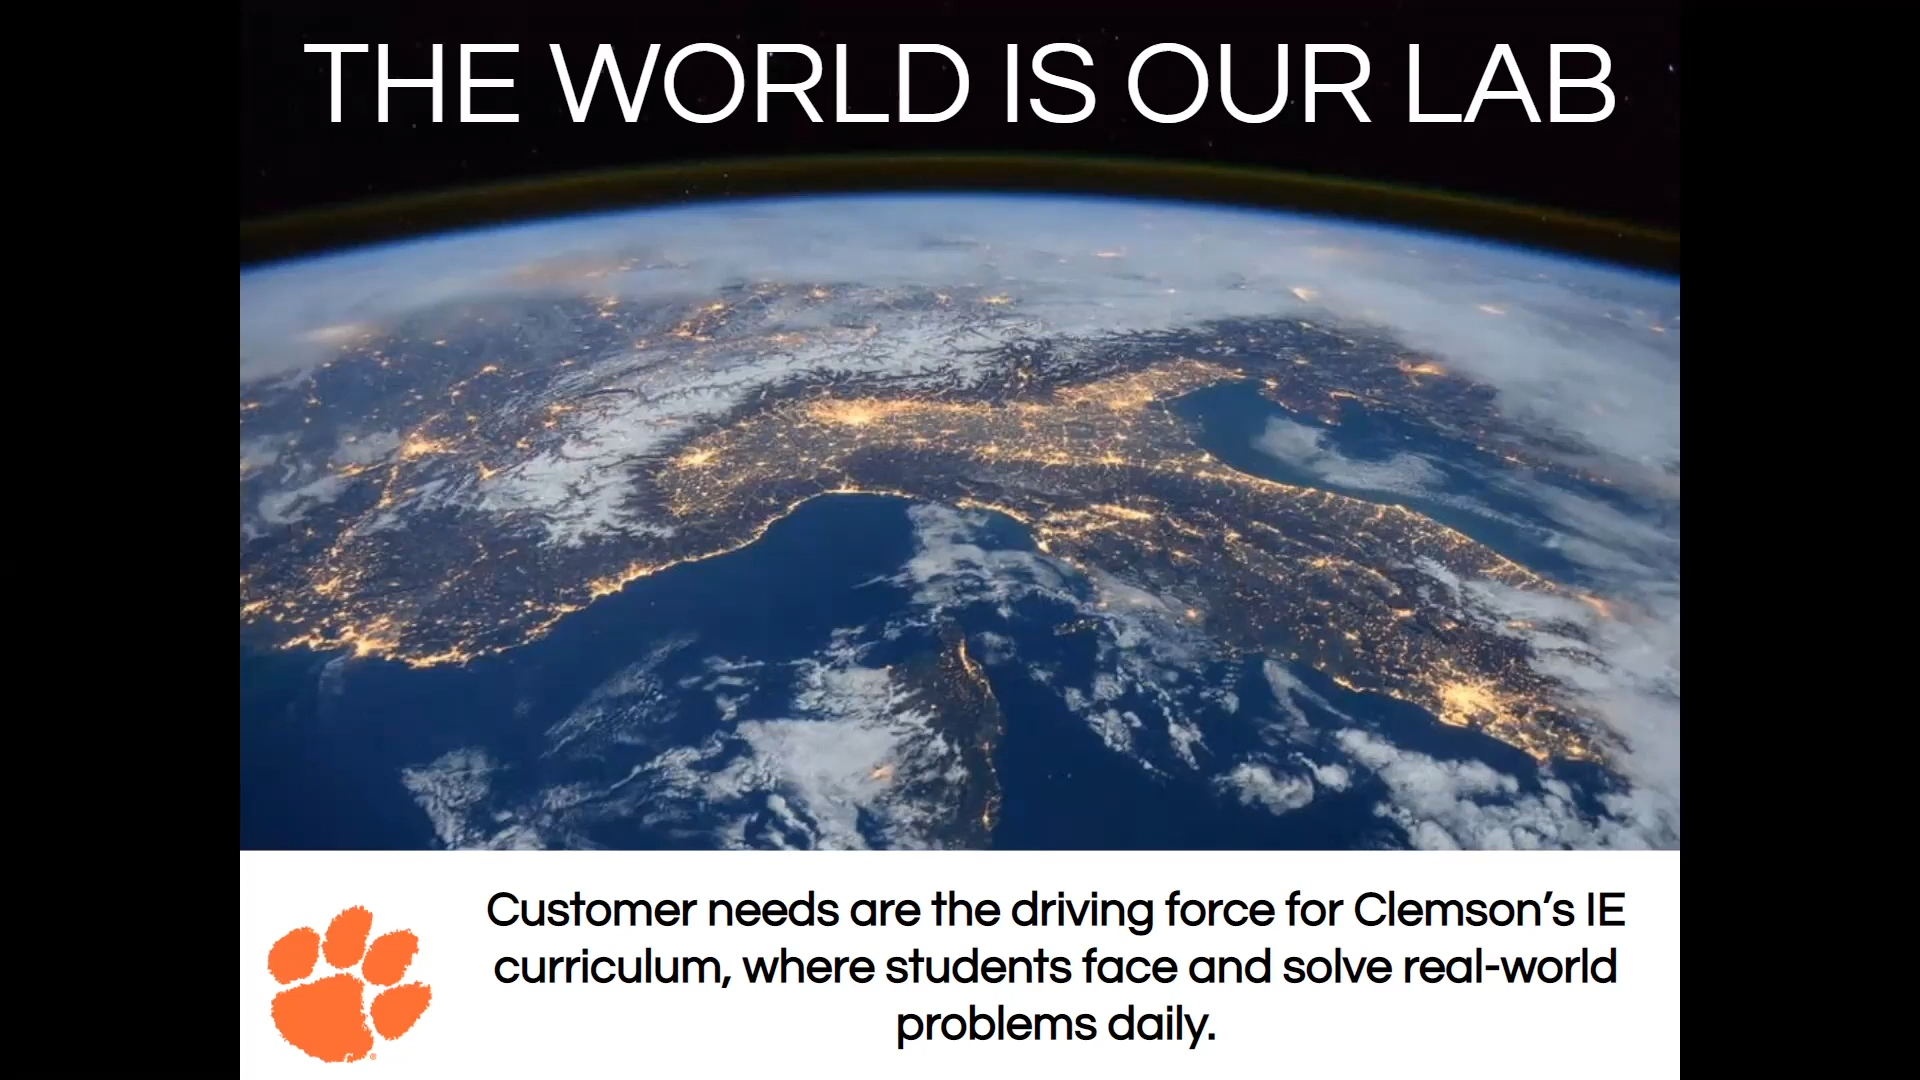 THE WORLD IS OUR LAB
Customer needs are the driving force for Clemson’s IE
curriculum, where students face and solve real-world
problems daily.